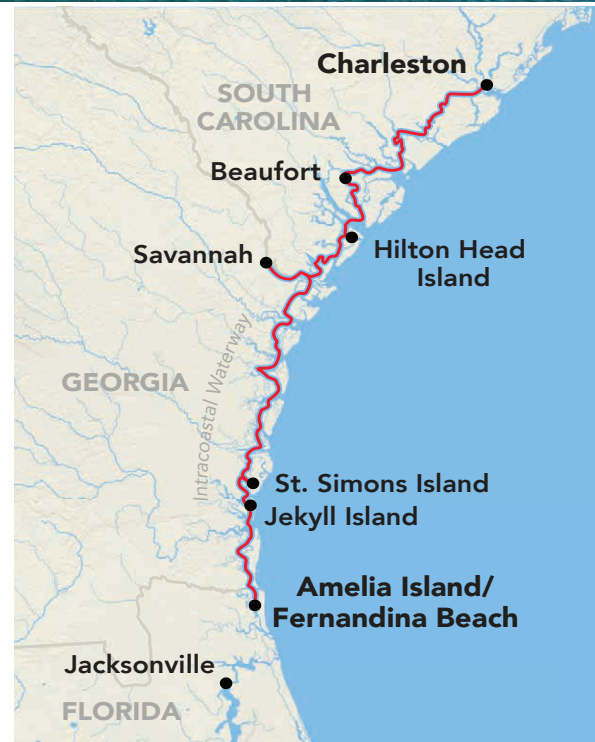 Charleston
SOUTH
CAROLINA
Beaufort
Savannah
Hilton Head
Island
Intracoastal Waterway
GEORGIA
St. Simons Island
Jekyll Island
Amelia Island/
Fernandina Beach
Jacksonville
FLORIDA